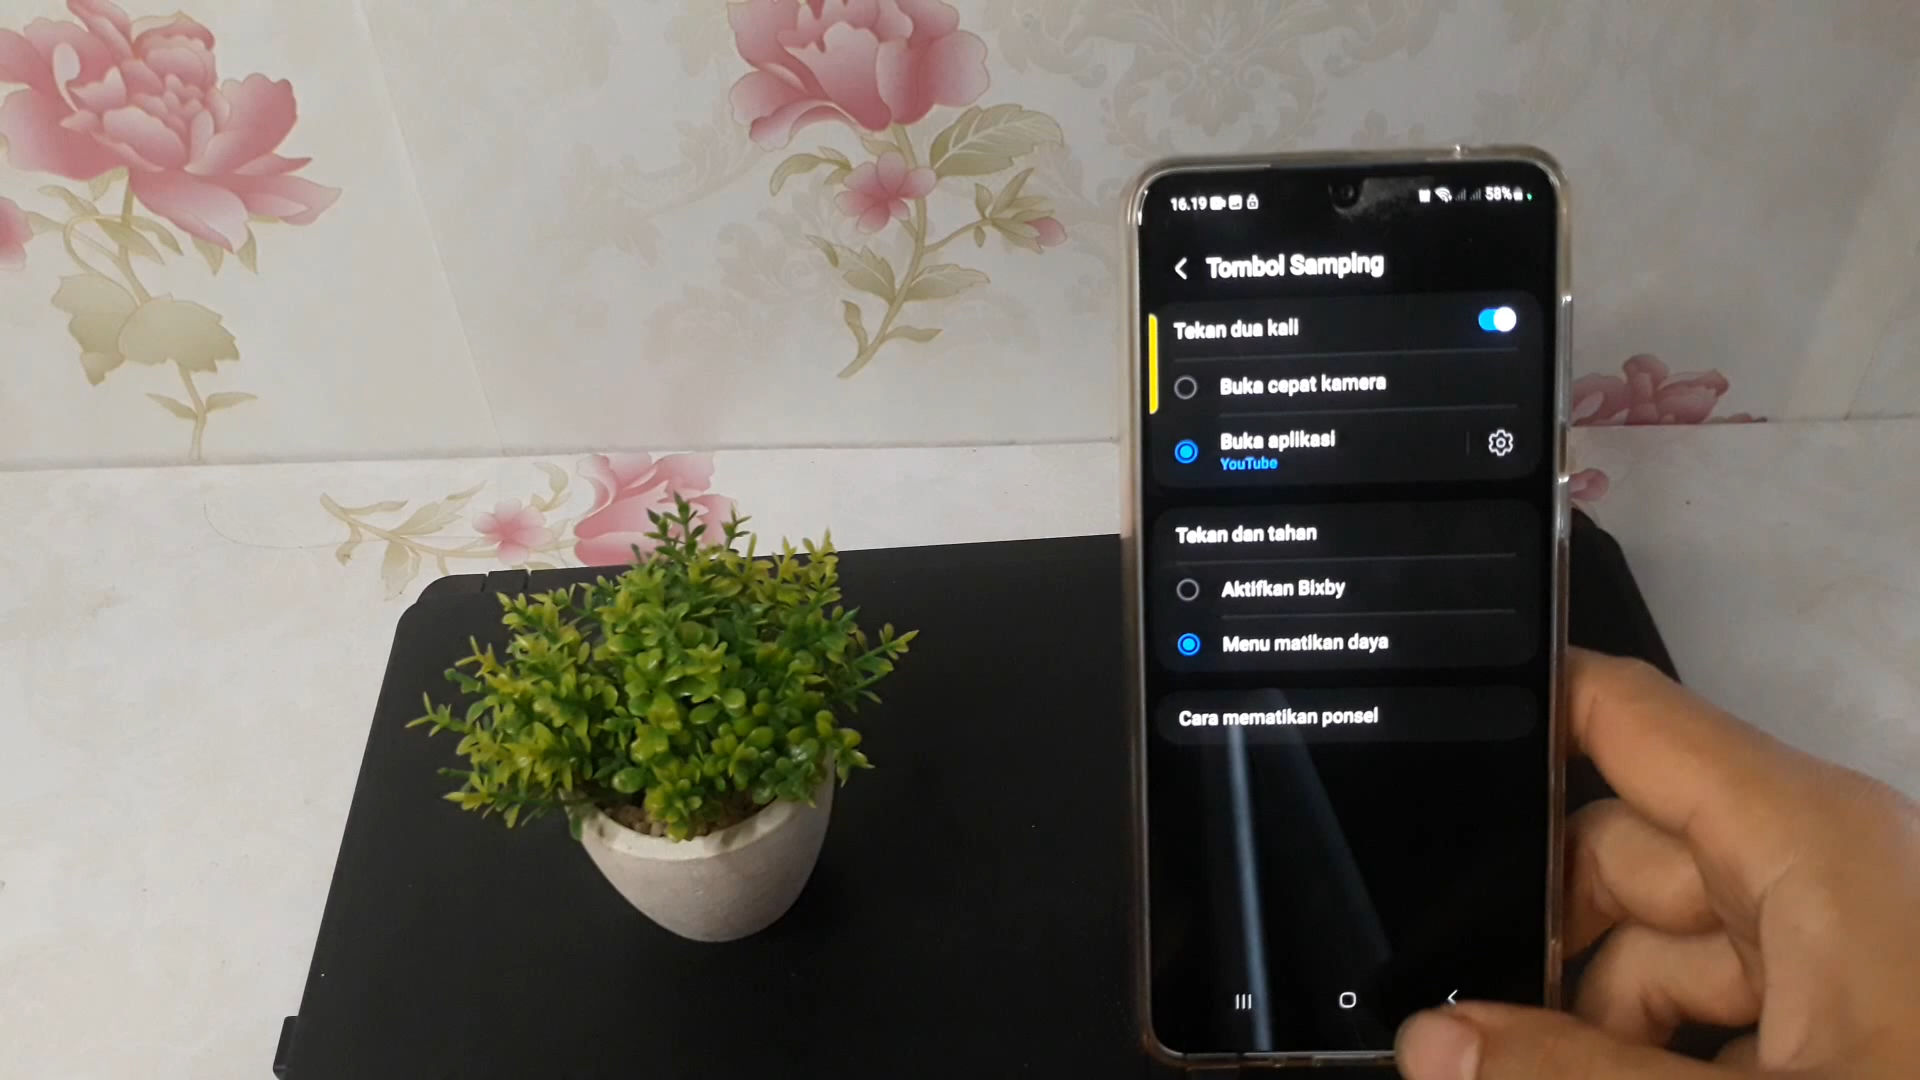 16.19 58%
Tombol Samping
Tekan dua kali
Buka cepat kamera
Buka aplikasi
YouTube
Tekan dan tahan
Aktifkan Bixby
Menu matikan daya
Cara mematikan ponsel